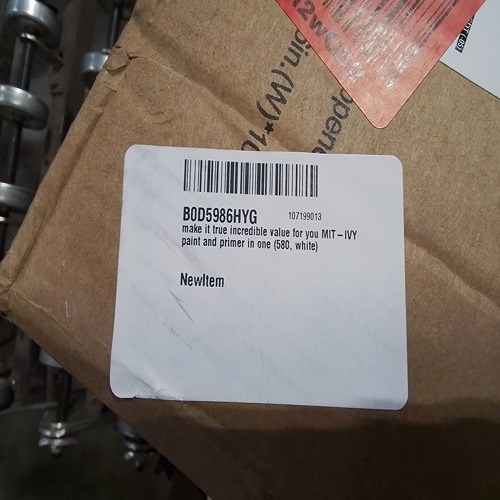 B0D5986HYG 107199013
make it true incredible value for you MIT-IVY
paint and primer in one (580, white)
NewItem